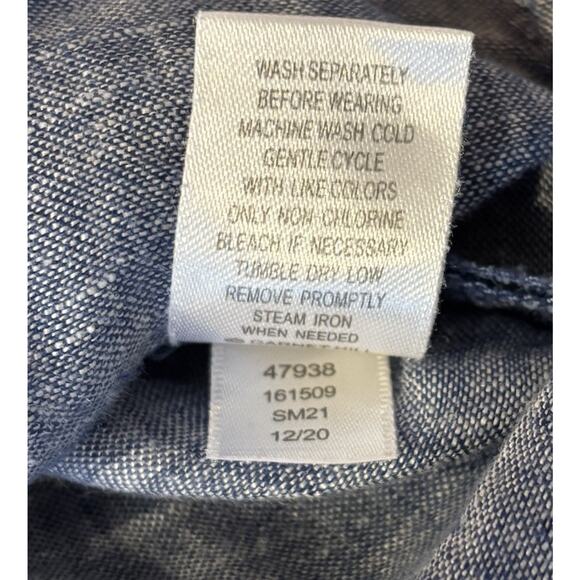 WASH SEPARATELY
BEFORE WEARING
MACHINE WASH COLD
GENTLE CYCLE
WITH LIKE COLORS
ONLY NON-CHLORINE
BLEACH IF NECESSARY
TUMBLE DRY LOW
REMOVE PROMPTLY
STEAM IRON
WHEN NEEDED
47938
161509
SM21
12/20